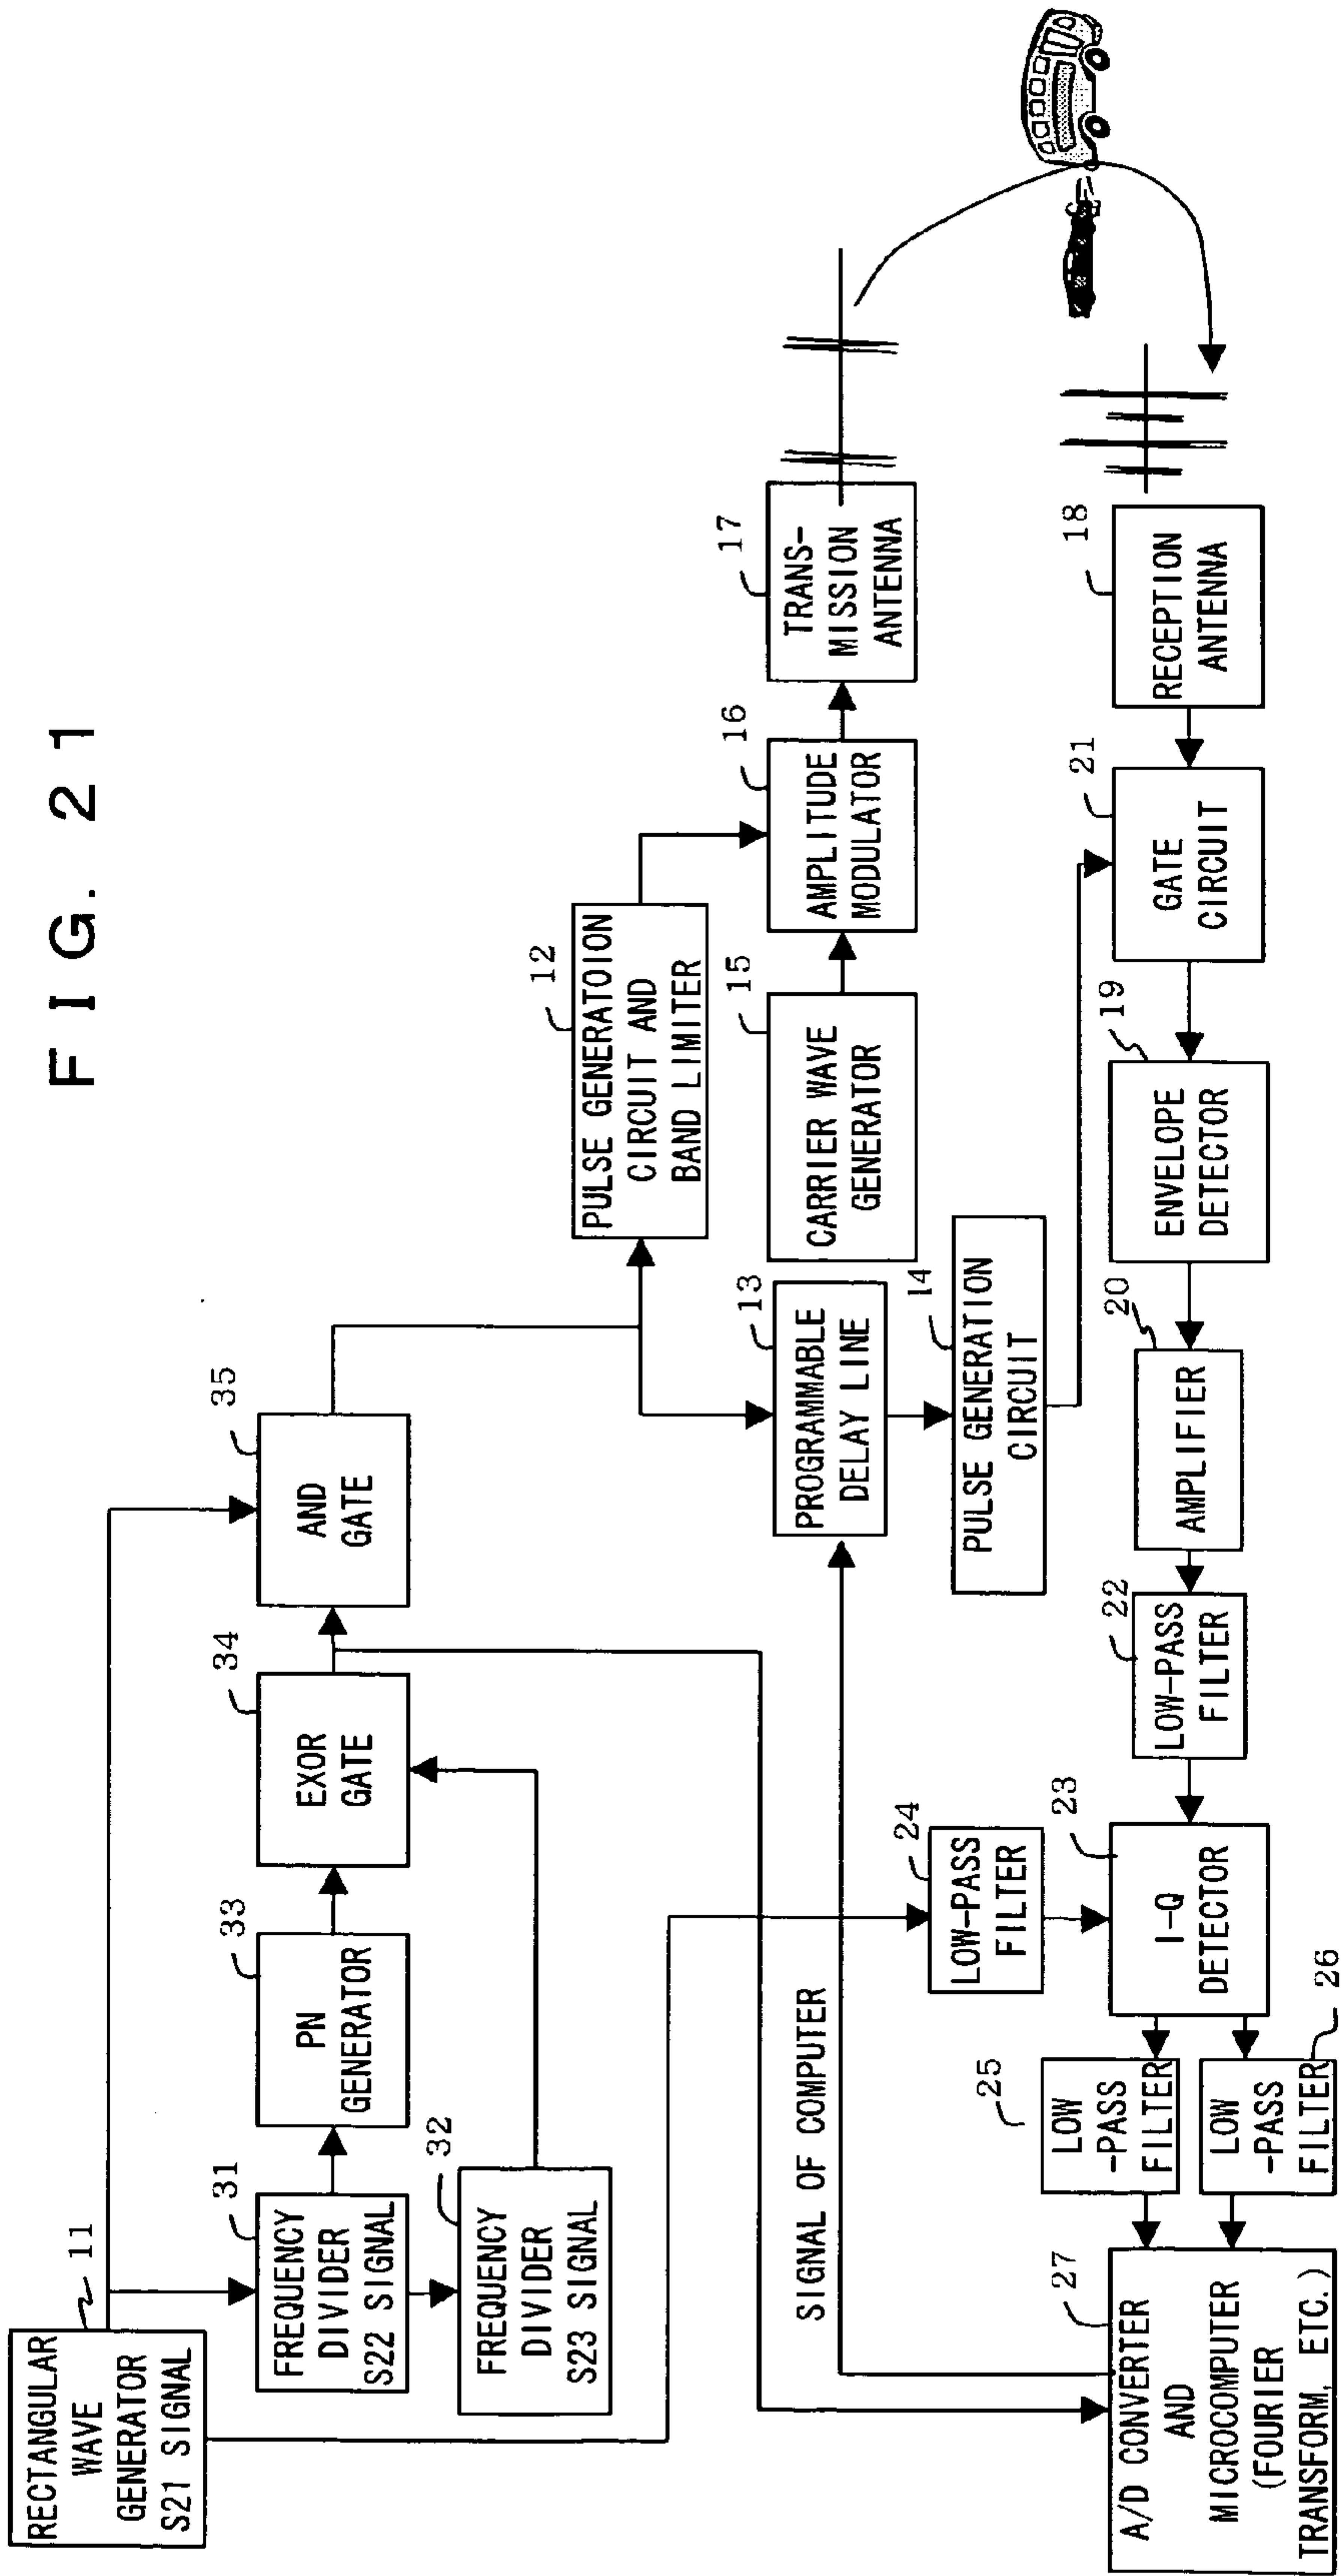 FIG. 21
RECTANGULAR
WAVE
GENERATOR
S21 SIGNAL
11
FREQUENCY
DIVIDER
S22 SIGNAL
31
FREQUENCY
DIVIDER
S23 SIGNAL
32
PN
GENERATOR
33
EXOR
GATE
34
AND
GATE
35
PULSE GENERATOION
CIRCUIT AND
BAND LIMITER
12
CARRIER WAVE
GENERATOR
15
AMPLITUDE
MODULATOR
16
TRANS-
MISSION
ANTENNA
17
PROGRAMMABLE
DELAY LINE
13
PULSE GENERATION
CIRCUIT
14
SIGNAL OF COMPUTER
A/D CONVERTER
AND
MICROCOMPUTER
(FOURIER
TRANSFORM, ETC.)
27
LOW
-PASS
FILTER
25
LOW
-PASS
FILTER
26
LOW-PASS
FILTER
24
I-Q
DETECTOR
23
LOW-PASS
FILTER
22
AMPLIFIER
20
ENVELOPE
DETECTOR
19
GATE
CIRCUIT
21
RECEPTION
ANTENNA
18